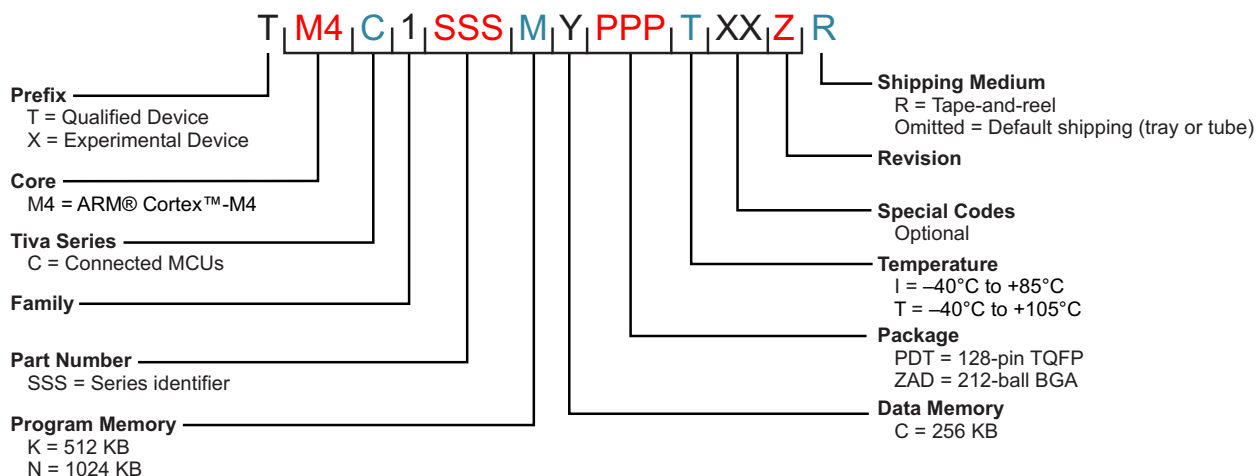 T M4 C 1 SSS M Y PPP T XX Z R
Prefix
T = Qualified Device
X = Experimental Device
Core
M4 = ARM® Cortex™-M4
Tiva Series
C = Connected MCUs
Family
Part Number
SSS = Series identifier
Program Memory
K = 512 KB
N = 1024 KB
Shipping Medium
R = Tape-and-reel
Omitted = Default shipping (tray or tube)
Revision
Special Codes
Optional
Temperature
I = –40°C to +85°C
T = –40°C to +105°C
Package
PDT = 128-pin TQFP
ZAD = 212-ball BGA
Data Memory
C = 256 KB